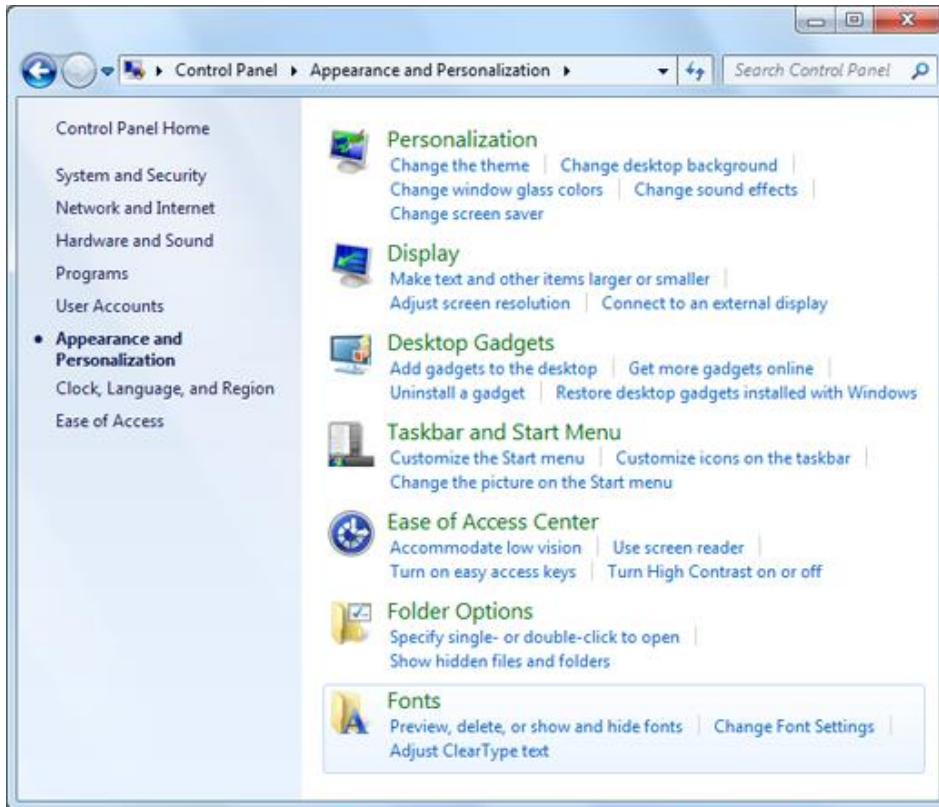 Control Panel Appearance and Personalization Search Control Panel
Control Panel Home
System and Security
Network and Internet
Hardware and Sound
Programs
User Accounts
Appearance and
Personalization
Clock, Language, and Region
Ease of Access
Personalization
Change the theme Change desktop background
Change window glass colors Change sound effects
Change screen saver
Display
Make text and other items larger or smaller
Adjust screen resolution Connect to an external display
Desktop Gadgets
Add gadgets to the desktop Get more gadgets online
Uninstall a gadget Restore desktop gadgets installed with Windows
Taskbar and Start Menu
Customize the Start menu Customize icons on the taskbar
Change the picture on the Start menu
Ease of Access Center
Accommodate low vision Use screen reader
Turn on easy access keys Turn High Contrast on or off
Folder Options
Specify single- or double-click to open
Show hidden files and folders
Fonts
Preview, delete, or show and hide fonts Change Font Settings
Adjust ClearType text